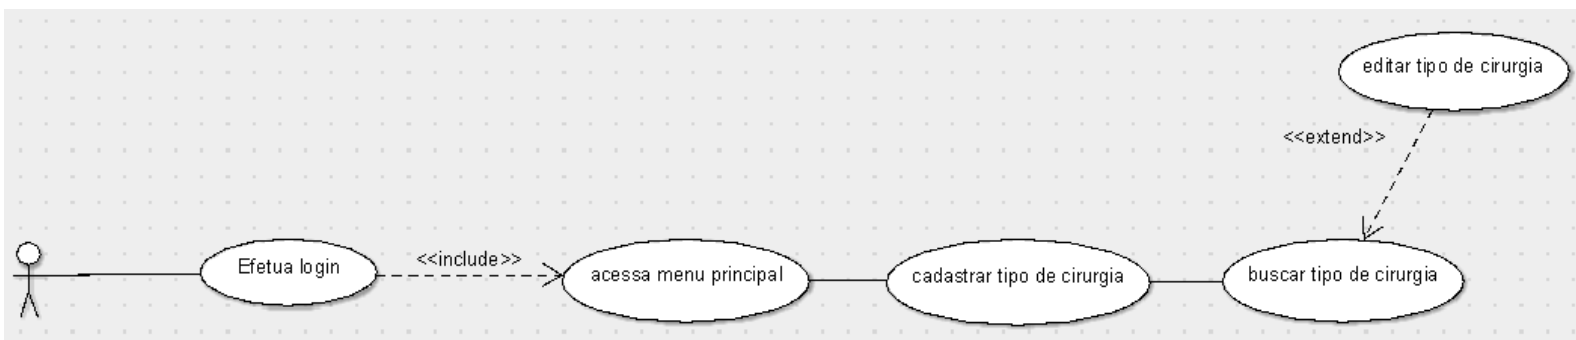 editar tipo de cirurgia
<<extend>>
Efetua login
<<include>>
acessa menu principal
cadastrar tipo de cirurgia
buscar tipo de cirurgia